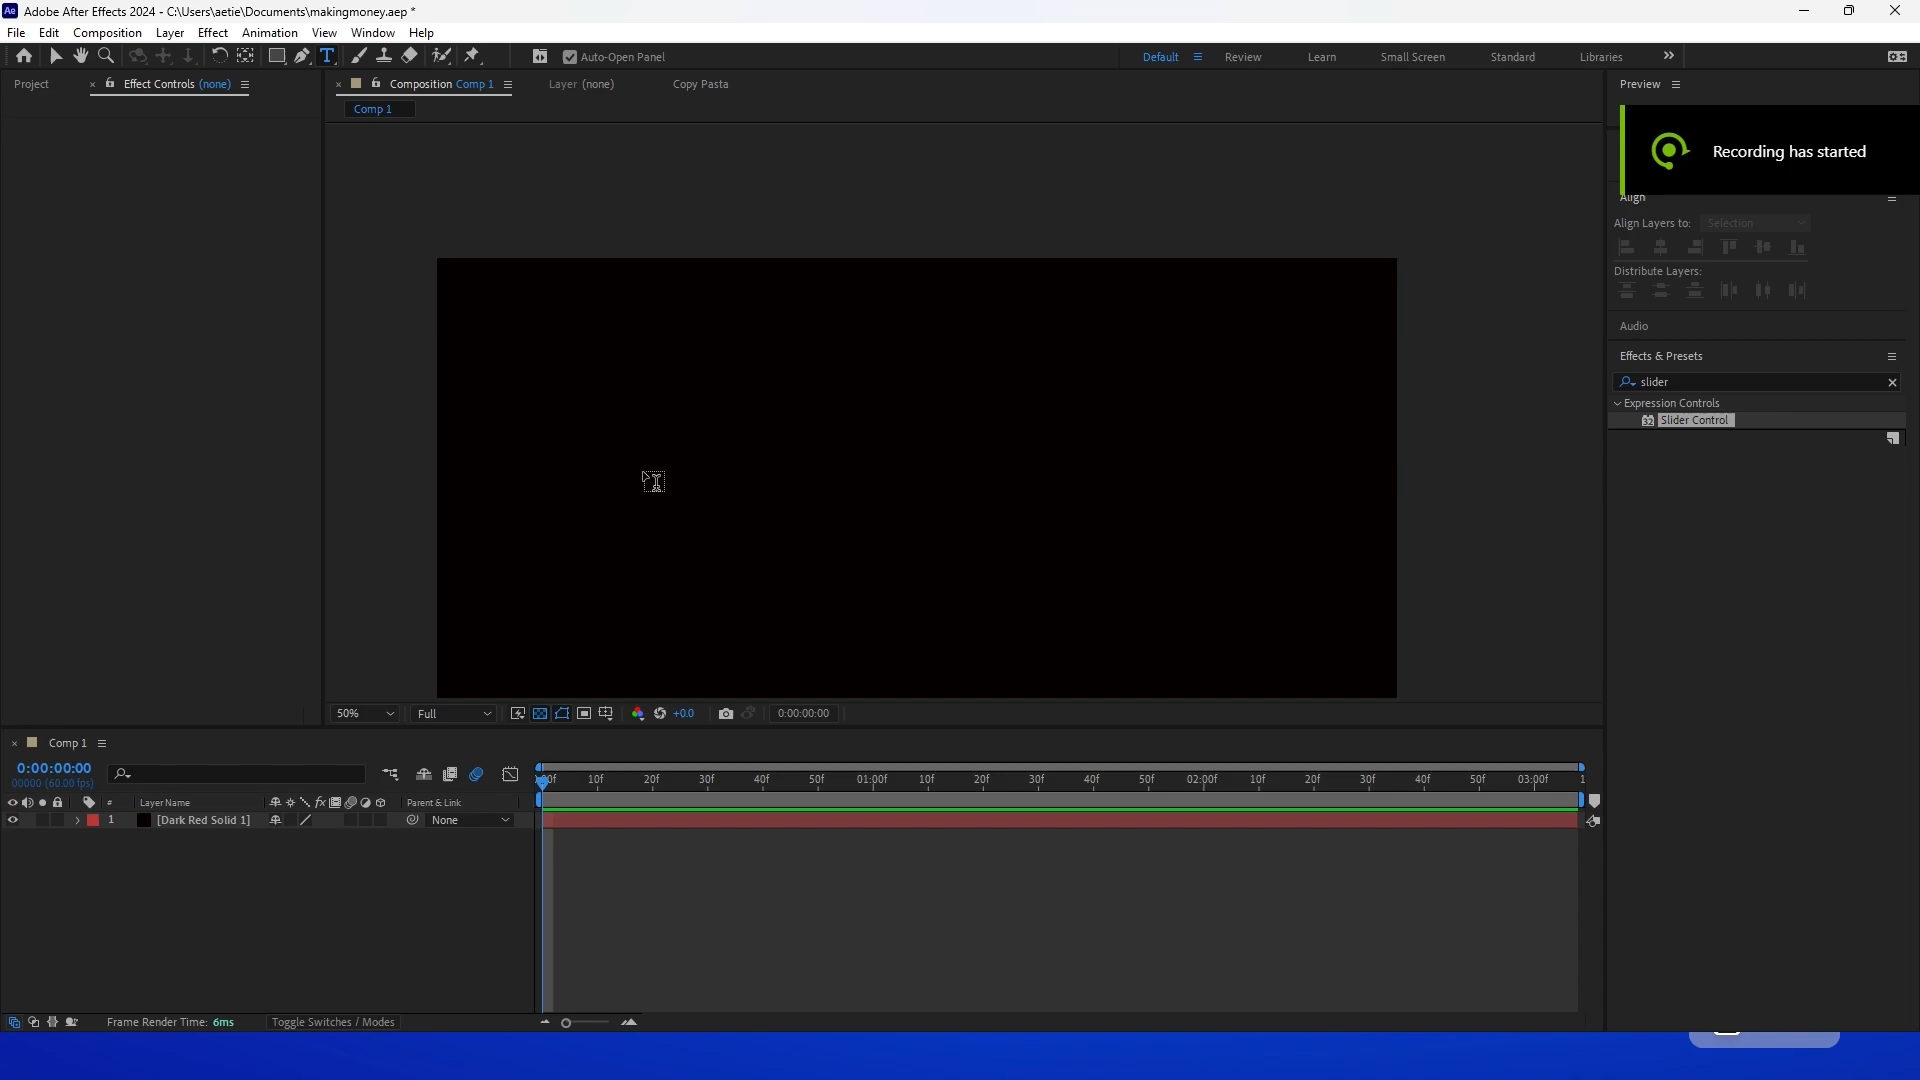 Adobe After Effects 2024 - C:\Users\aetie\Documents\makingmoney.aep *
File Edit Composition Layer Effect Animation View Window Help
Auto-Open Panel
Default Review Learn Small Screen Standard Libraries
Project
Effect Controls (none)
Composition Comp 1
Layer (none)
Copy Pasta
Comp 1
Preview
Recording has started
Align
Align Layers to: Selection
Distribute Layers:
Audio
Effects & Presets
slider
Expression Controls
32 Slider Control
50% Full +0.0 0:00:00:00
Comp 1
0:00:00:00
00000 (60.00 fps)
10f 20f 30f 40f 50f 01:00f 10f 20f 30f 40f 50f 02:00f 10f 20f 30f 40f 50f 03:00f 1
# Layer Name fx Parent & Link
1 [Dark Red Solid 1] None
Frame Render Time: 6ms
Toggle Switches / Modes